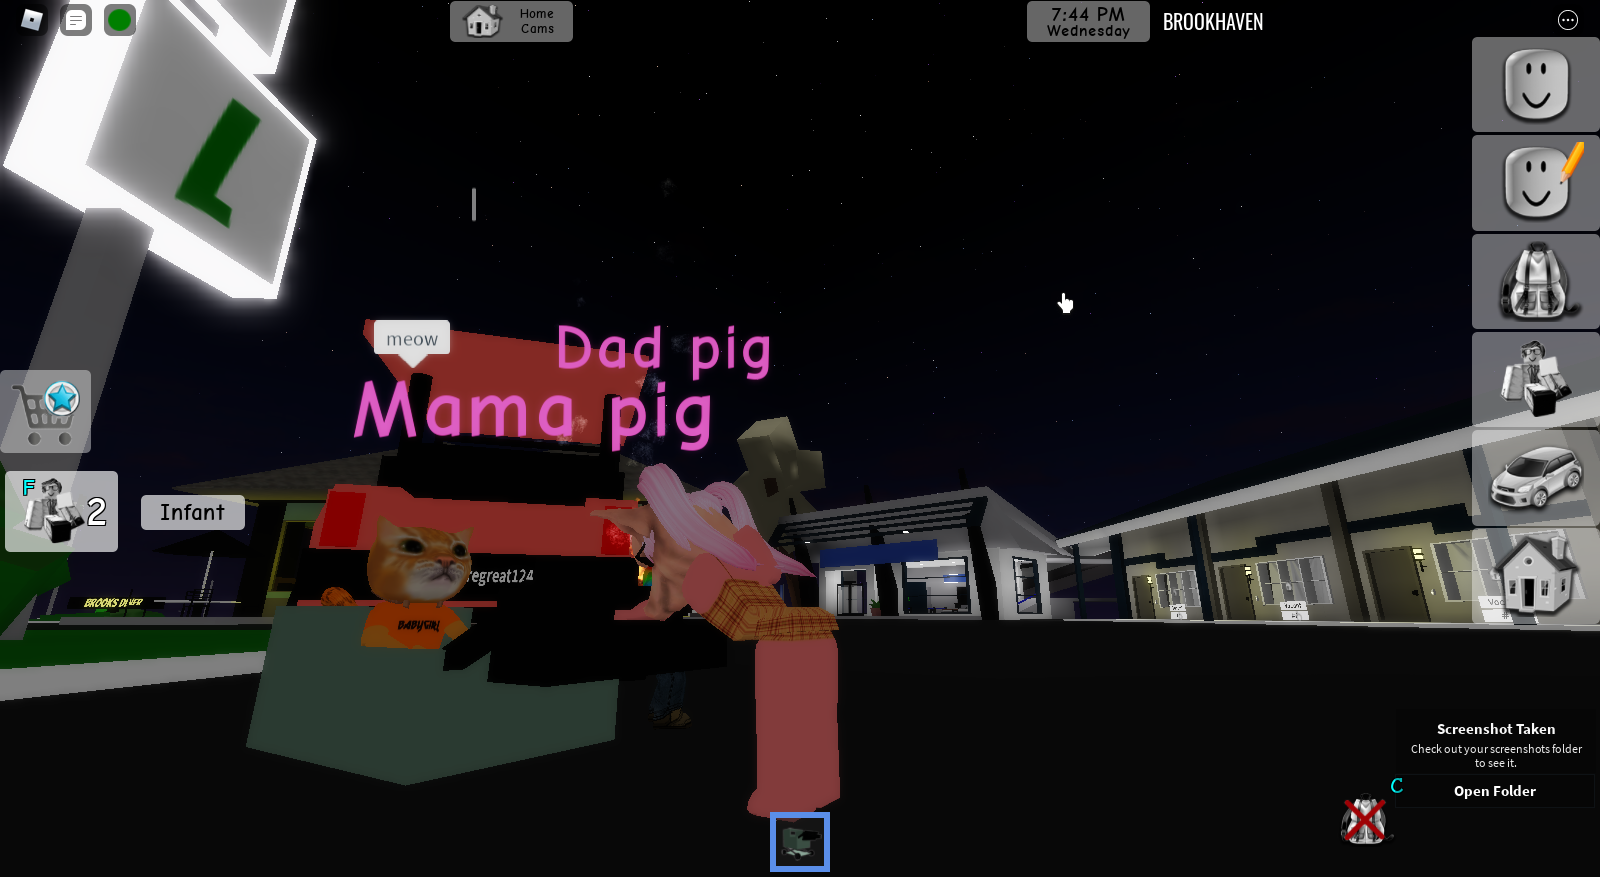 Home
Cams
7:44 PM
Wednesday
BROOKHAVEN
L
meow
Dad pig
Mama pig
F
2
Infant
regreat124
BABYGIRL
BROOKS DINER
Screenshot Taken
Check out your screenshots folder
to see it.
C
Open Folder